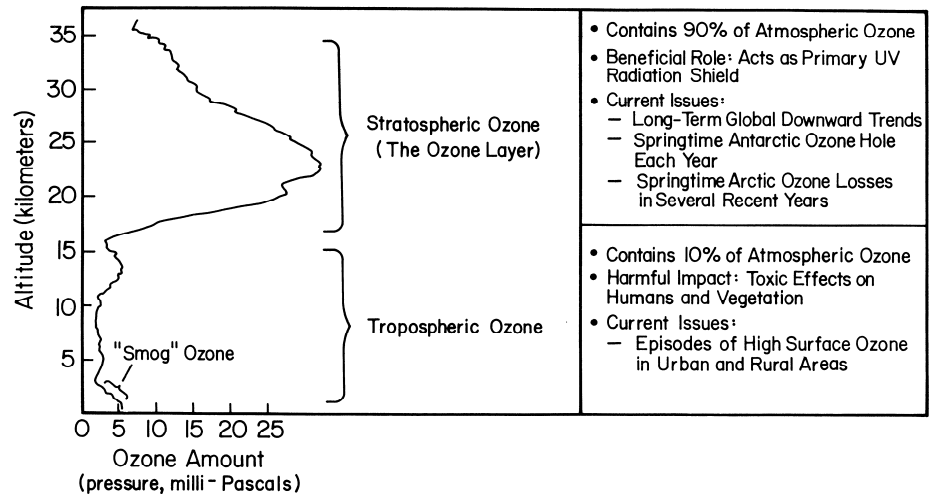 35
30
25
20
15
10
5
Altitude (kilometers)
0 5 10 15 20 25
Ozone Amount
(pressure, milli-Pascals)
"Smog" Ozone
Stratospheric Ozone
(The Ozone Layer)
Tropospheric Ozone
• Contains 90% of Atmospheric Ozone
• Beneficial Role: Acts as Primary UV
Radiation Shield
• Current Issues:
– Long-Term Global Downward Trends
– Springtime Antarctic Ozone Hole
Each Year
– Springtime Arctic Ozone Losses
in Several Recent Years
• Contains 10% of Atmospheric Ozone
• Harmful Impact: Toxic Effects on
Humans and Vegetation
• Current Issues:
– Episodes of High Surface Ozone
in Urban and Rural Areas